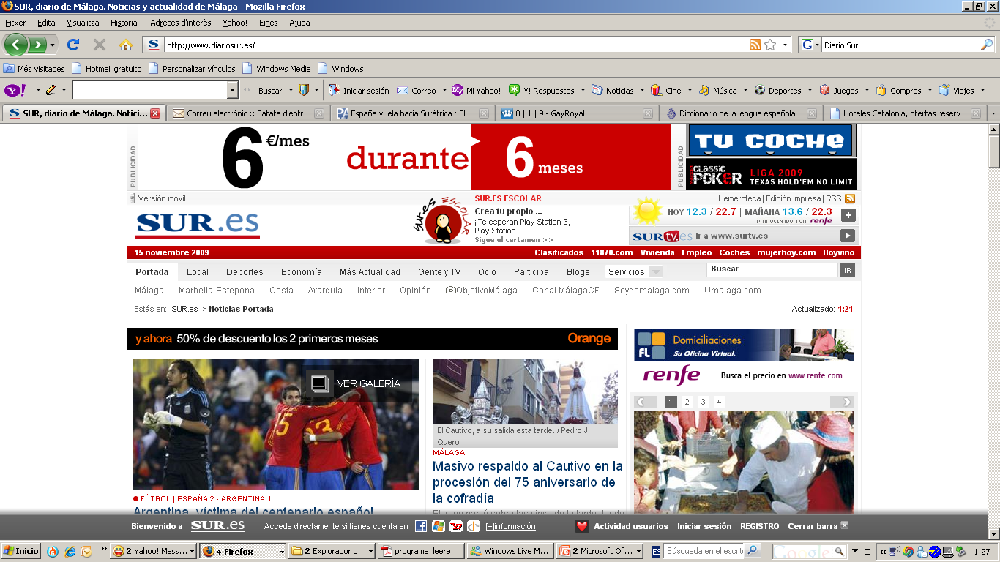 SUR, diario de Málaga. Noticias y actualidad de Málaga - Mozilla Firefox
Fitxer Edita Visualitza Historial Adreces d'interès Yahoo! Eines Ajuda
http://www.diariosur.es/ Diario Sur
Més visitades Hotmail gratuito Personalizar vínculos Windows Media Windows
Y! Buscar Iniciar sesión Correo My Yahoo! Y! Respuestas Noticias Cine Música Deportes Juegos Compras Viajes
SUR, diario de Málaga. Notici... Correu electrònic :: Safata d'entr... España vuela hacia Suráfrica · EL... 0 | 1 | 9 - GayRoyal Diccionario de la lengua española ... Hoteles Catalonia, ofertas reserv...
PUBLICIDAD
6 €/mes durante 6 meses
PUBLICIDAD
TU COCHE
CLASSIC POKER LIGA 2009
TEXAS HOLD'EM NO LIMIT
Versión móvil
Hemeroteca | Edición Impresa | RSS
SUR.es
sur.es ESCOLAR
SUR.ES ESCOLAR
Crea tu propio ...
¡¡Te esperan Play Station 3,
Play Station...
Sigue el certamen >>
HOY 12.3 / 22.7 | MAÑANA 13.6 / 22.3
PATROCINADO POR: renfe
SURtv.es Ir a www.surtv.es
15 noviembre 2009 Clasificados 11870.com Vivienda Empleo Coches mujerhoy.com Hoyvino
Portada Local Deportes Economía Más Actualidad Gente y TV Ocio Participa Blogs Servicios Buscar IR
Málaga Marbella-Estepona Costa Axarquía Interior Opinión ObjetivoMálaga Canal MálagaCF Soydemalaga.com Umalaga.com
Estás en: SUR.es > Noticias Portada Actualizado: 1:21
y ahora 50% de descuento los 2 primeros meses Orange
VER GALERÍA
15 13
FÚTBOL | ESPAÑA 2 - ARGENTINA 1
Argentina, víctima del centenario español
El Cautivo, a su salida esta tarde. / Pedro J.
Quero
MÁLAGA
Masivo respaldo al Cautivo en la
procesión del 75 aniversario de
la cofradía
El trono partió sobre las cinco de la tarde desde
FL Domiciliaciones
Su Oficina Virtual.
renfe Busca el precio en www.renfe.com
1 2 3 4
Bienvenido a SUR.es Accede directamente si tienes cuenta en [+]información Actividad usuarios Iniciar sesión REGISTRO Cerrar barra
Inicio 2 Yahoo! Mess... 4 Firefox 2 Explorador d... programa_leere... Windows Live M... 2 Microsoft Of... ES Búsqueda en el escrit Google 1:27